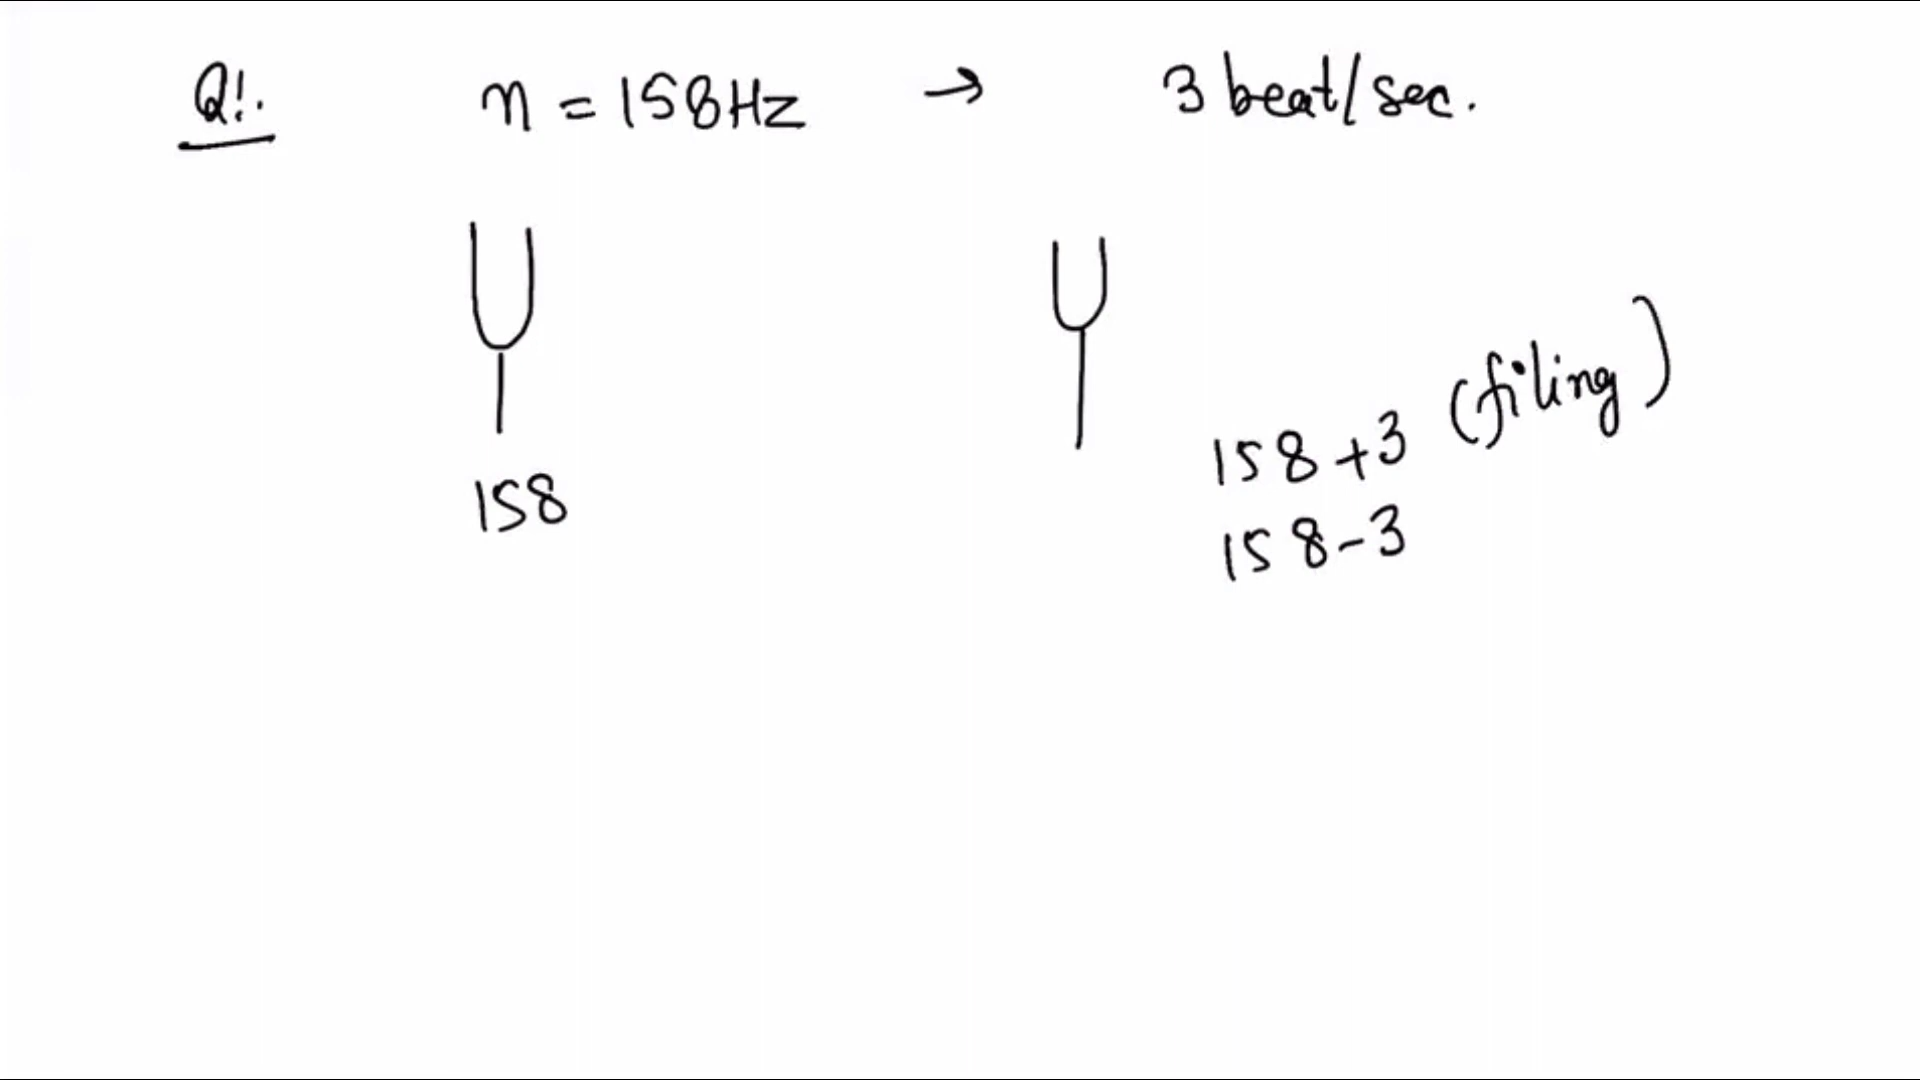 Q!. n = 158Hz → 3 beat/sec.
158
158+3 (filing)
158-3